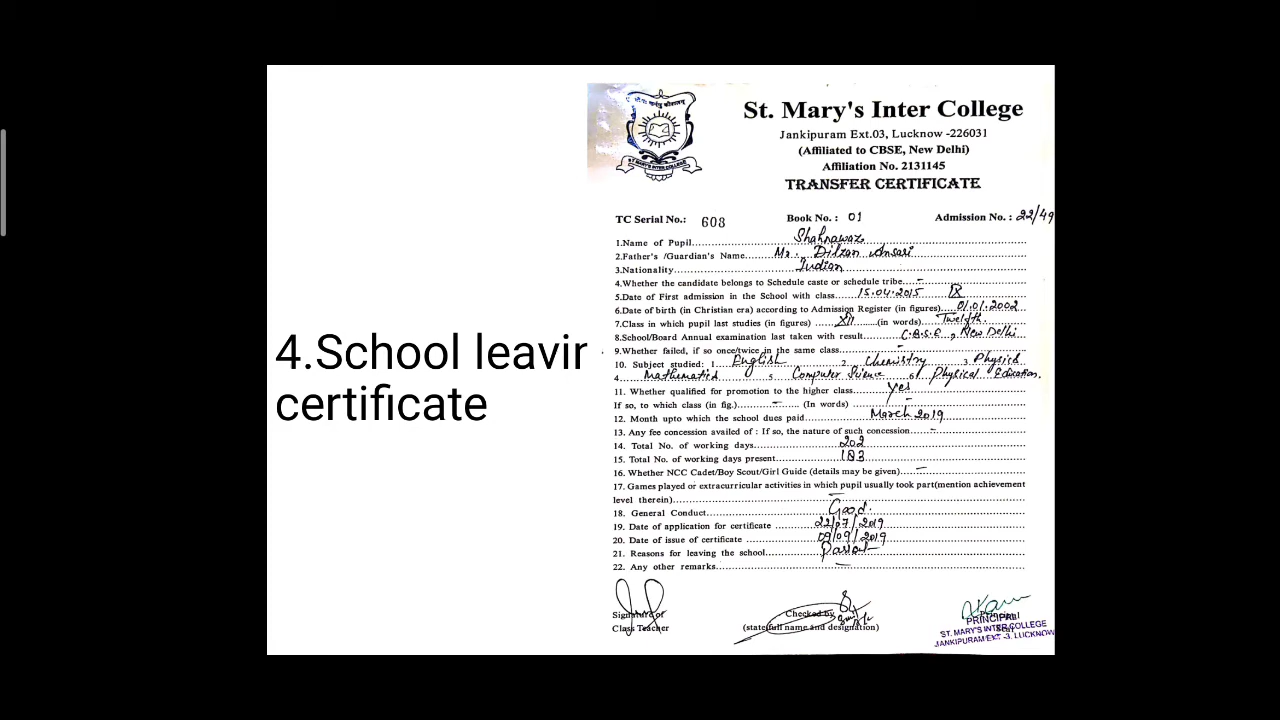 4.School leavin
certificate
ST. MARY'S INTER COLLEGE
St. Mary's Inter College
Jankipuram Ext.03, Lucknow -226031
(Affiliated to CBSE, New Delhi)
Affiliation No. 2131145
TRANSFER CERTIFICATE
TC Serial No.: 608 Book No. : 01 Admission No. : 22/49
1.Name of Pupil Shahnawaz
2.Father's /Guardian's Name Mr. Dilzan Ansari
3.Nationality Indian
4.Whether the candidate belongs to Schedule caste or schedule tribe –
5.Date of First admission in the School with class 15.04.2015 IX
6.Date of birth (in Christian era) according to Admission Register (in figures) 01.01.2002
7.Class in which pupil last studies (in figures) XII (in words) Twelfth.
8.School/Board Annual examination last taken with result C.B.S.E, New Delhi
9.Whether failed, if so once/twice in the same class –
10. Subject studied: 1 English 2. Chemistry 3. Physics
4. Mathematics 5 Computer Science 6 Physical Education.
11. Whether qualified for promotion to the higher class yes
If so, to which class (in fig.) – (In words) –
12. Month upto which the school dues paid March 2019
13. Any fee concession availed of : If so, the nature of such concession –
14. Total No. of working days 202
15. Total No. of working days present 183
16. Whether NCC Cadet/Boy Scout/Girl Guide (details may be given) –
17. Games played or extracurricular activities in which pupil usually took part(mention achievement
level therein) –
18. General Conduct Good.
19. Date of application for certificate 22/07/2019
20. Date of issue of certificate 09/09/2019
21. Reasons for leaving the school Passout
22. Any other remarks –
Signature of
Class Teacher
Checked by
(state full name and designation)
Principal
Seal
PRINCIPAL
ST. MARY'S INTER COLLEGE
JANKIPURAM EXT. -3, LUCKNOW